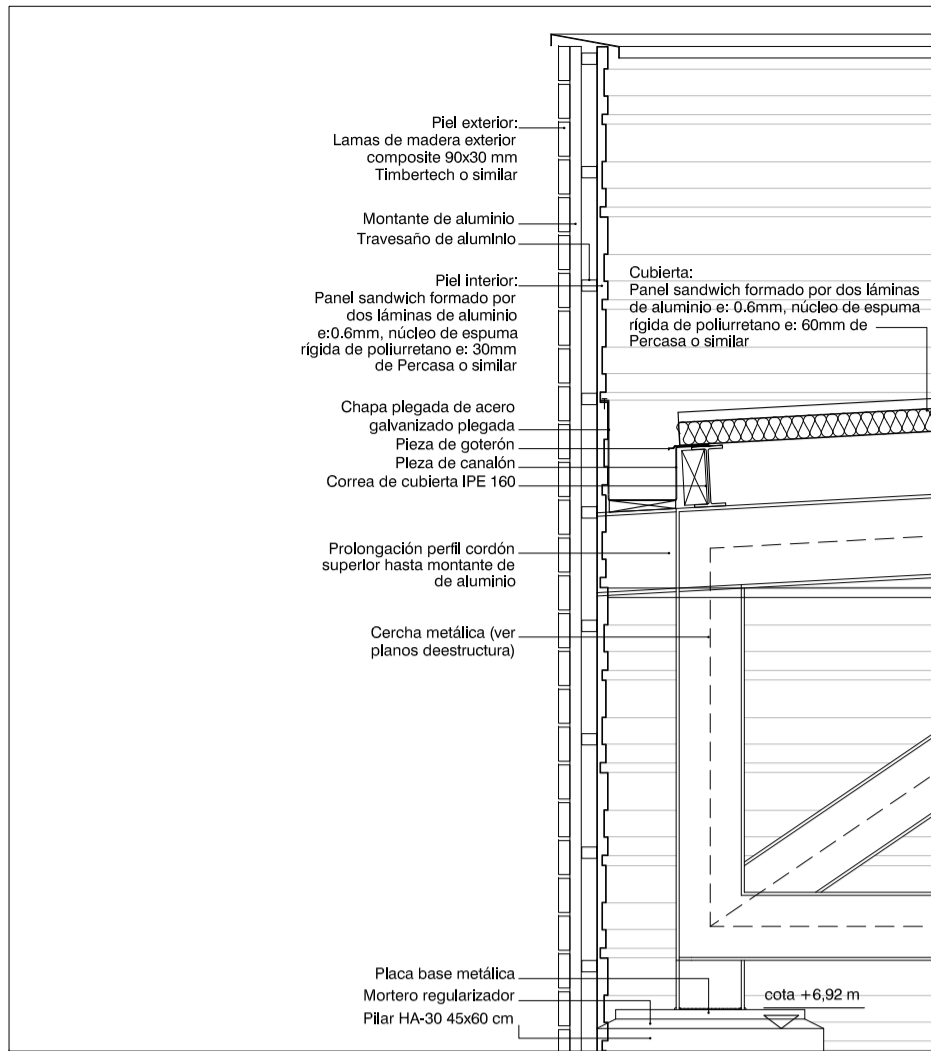 Piel exterior:
Lamas de madera exterior
composite 90x30 mm
Timbertech o similar
Montante de aluminio
Travesaño de aluminio
Piel interior:
Panel sandwich formado por
dos láminas de aluminio
e:0.6mm, núcleo de espuma
rígida de poliurretano e: 30mm
de Percasa o similar
Cubierta:
Panel sandwich formado por dos láminas
de aluminio e: 0.6mm, núcleo de espuma
rígida de poliurretano e: 60mm de
Percasa o similar
Chapa plegada de acero
galvanizado plegada
Pieza de goterón
Pieza de canalón
Correa de cubierta IPE 160
Prolongación perfil cordón
superior hasta montante de
de aluminio
Cercha metálica (ver
planos deestructura)
Placa base metálica
Mortero regularizador
Pilar HA-30 45x60 cm
cota +6,92 m